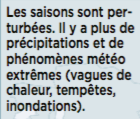 Les saisons sont per-
turbées. Il y a plus de
précipitations et de
phénomènes météo
extrêmes (vagues de
chaleur, tempêtes,
inondations).